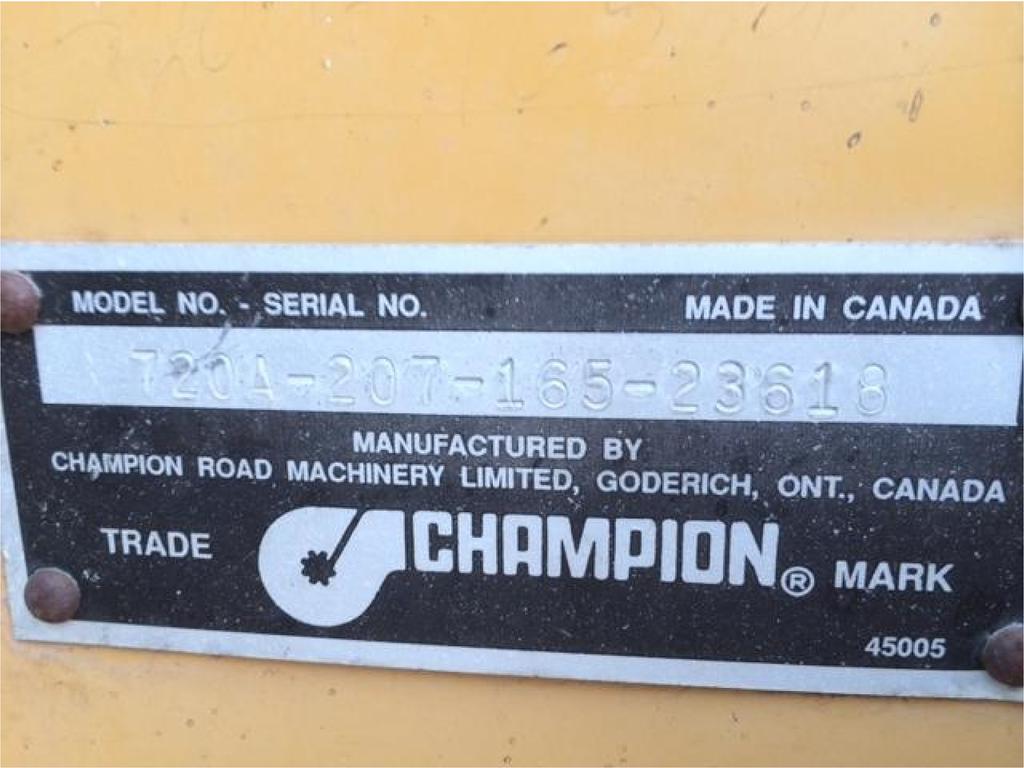 MODEL NO. - SERIAL NO. MADE IN CANADA
720A-207-165-23618
MANUFACTURED BY
CHAMPION ROAD MACHINERY LIMITED, GODERICH, ONT., CANADA
TRADE CHAMPION® MARK
45005